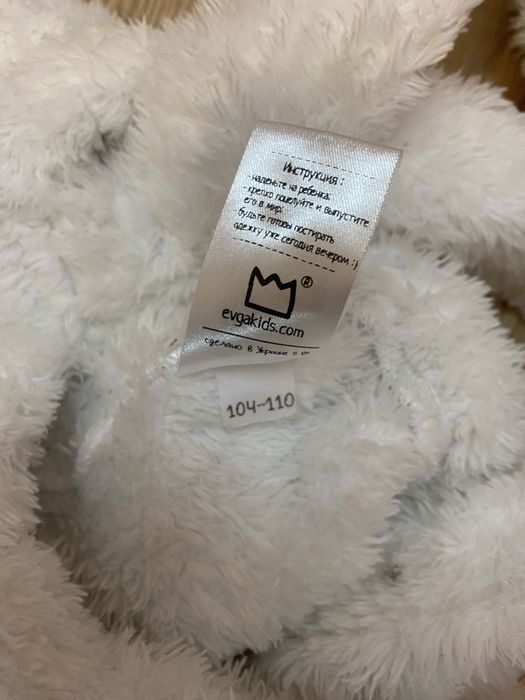 Инструкция :
- наденьте на ребенка;
- крепко поцелуйте и выпустите
его в мир;
- будьте готовы постирать
одежку уже сегодня вечером :)
®
evgakids.com
сделано в Украине с
104-110